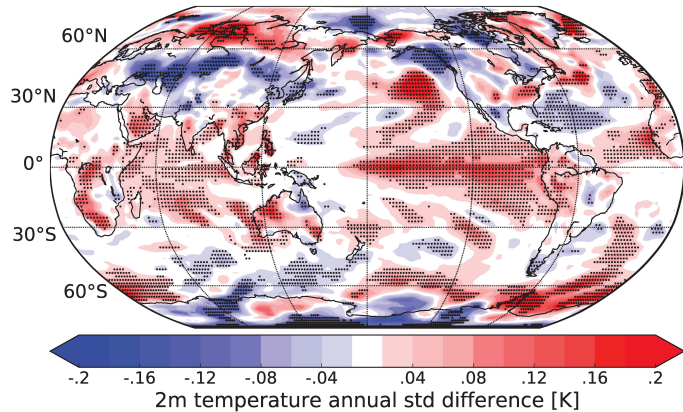 60°N
30°N
0°
30°S
60°S
-.2 -.16 -.12 -.08 -.04 .04 .08 .12 .16 .2
2m temperature annual std difference [K]